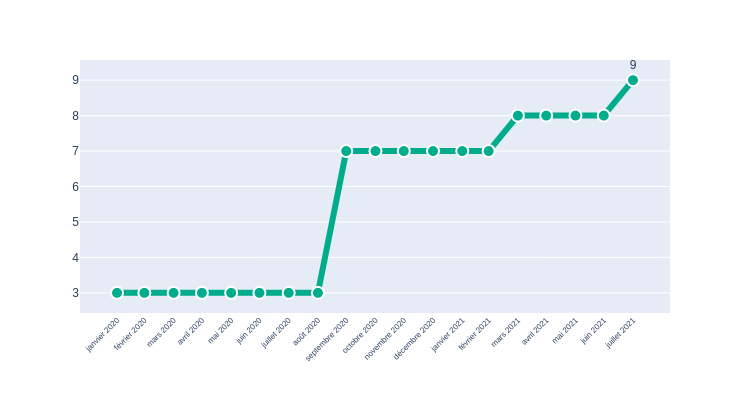 9
9
8
7
6
5
4
3
janvier 2020
février 2020
mars 2020
avril 2020
mai 2020
juin 2020
juillet 2020
août 2020
septembre 2020
octobre 2020
novembre 2020
décembre 2020
janvier 2021
février 2021
mars 2021
avril 2021
mai 2021
juin 2021
juillet 2021